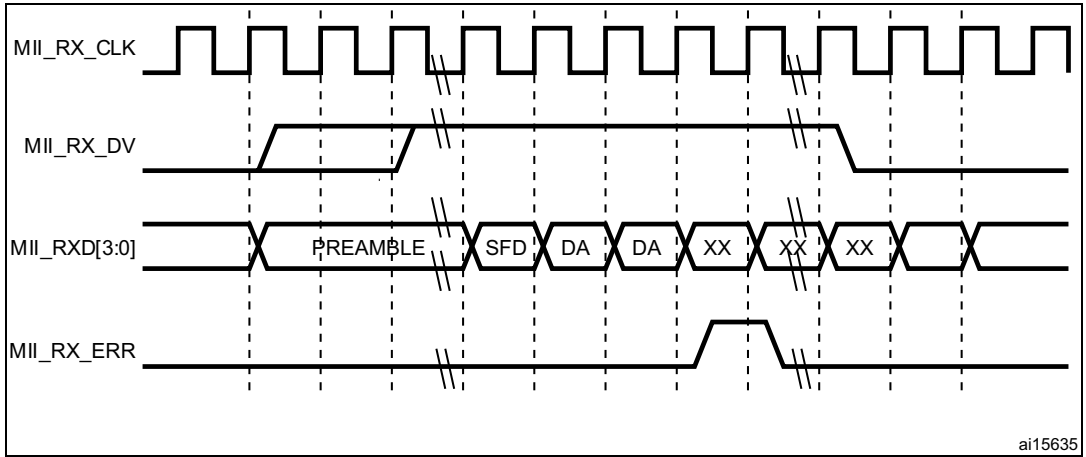 MII_RX_CLK
MII_RX_DV
MII_RXD[3:0]
PREAMBLE SFD DA DA XX XX XX
MII_RX_ERR
ai15635